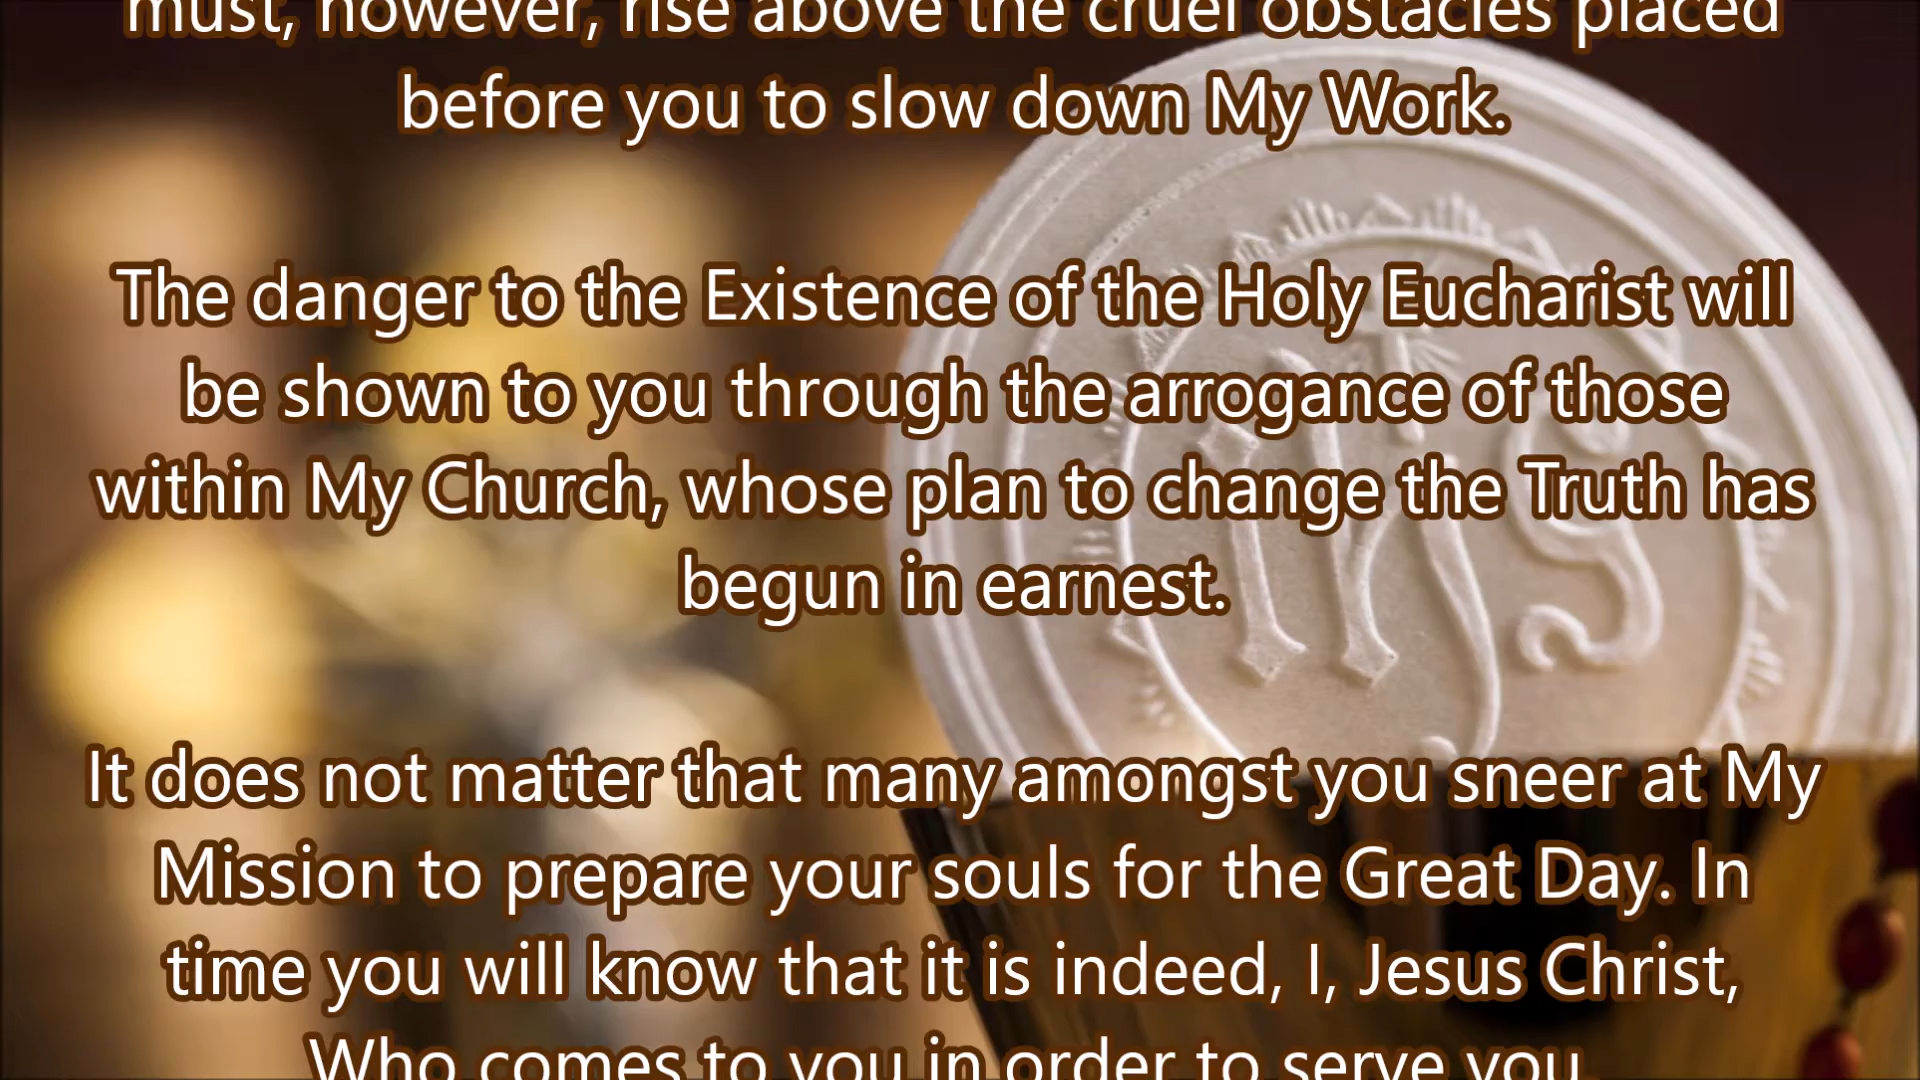 must, however, rise above the cruel obstacles placed
before you to slow down My Work.
The danger to the Existence of the Holy Eucharist will
be shown to you through the arrogance of those
within My Church, whose plan to change the Truth has
begun in earnest.
It does not matter that many amongst you sneer at My
Mission to prepare your souls for the Great Day. In
time you will know that it is indeed, I, Jesus Christ,
Who comes to you in order to serve you
IHS